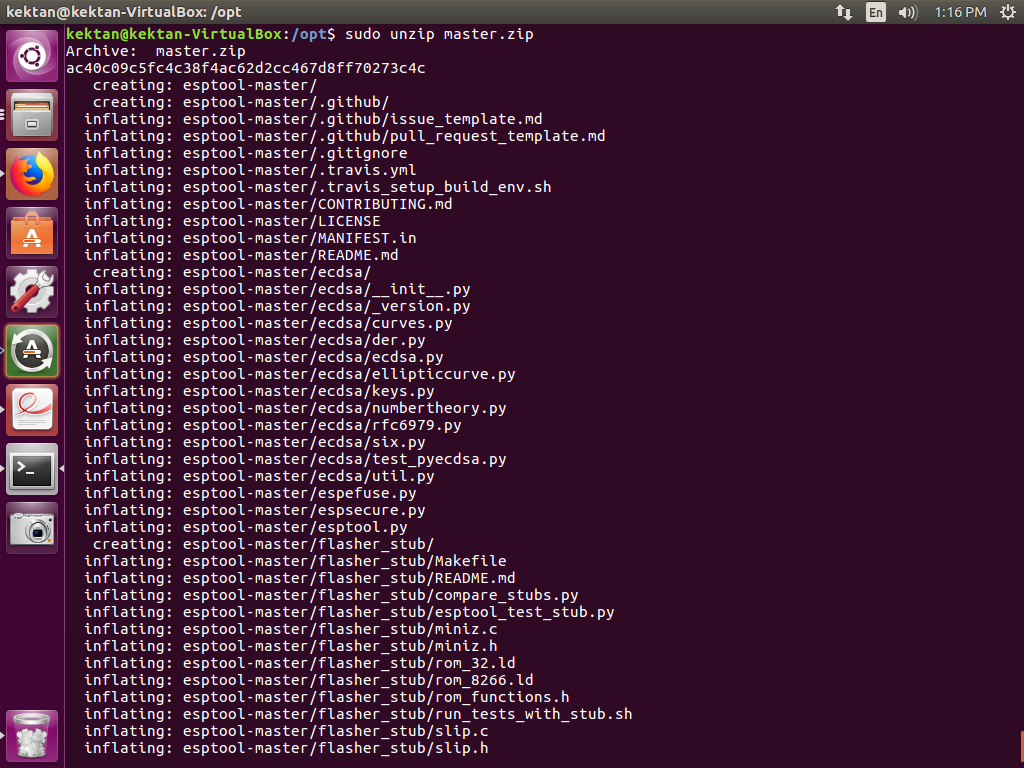 kektan@kektan-VirtualBox: /opt
En
1:16 PM
kektan@kektan-VirtualBox:/opt$ sudo unzip master.zip
Archive:  master.zip
ac40c09c5fc4c38f4ac62d2cc467d8ff70273c4c
   creating: esptool-master/
   creating: esptool-master/.github/
  inflating: esptool-master/.github/issue_template.md
  inflating: esptool-master/.github/pull_request_template.md
  inflating: esptool-master/.gitignore
  inflating: esptool-master/.travis.yml
  inflating: esptool-master/.travis_setup_build_env.sh
  inflating: esptool-master/CONTRIBUTING.md
  inflating: esptool-master/LICENSE
  inflating: esptool-master/MANIFEST.in
  inflating: esptool-master/README.md
   creating: esptool-master/ecdsa/
  inflating: esptool-master/ecdsa/__init__.py
  inflating: esptool-master/ecdsa/_version.py
  inflating: esptool-master/ecdsa/curves.py
  inflating: esptool-master/ecdsa/der.py
  inflating: esptool-master/ecdsa/ecdsa.py
  inflating: esptool-master/ecdsa/ellipticcurve.py
  inflating: esptool-master/ecdsa/keys.py
  inflating: esptool-master/ecdsa/numbertheory.py
  inflating: esptool-master/ecdsa/rfc6979.py
  inflating: esptool-master/ecdsa/six.py
  inflating: esptool-master/ecdsa/test_pyecdsa.py
  inflating: esptool-master/ecdsa/util.py
  inflating: esptool-master/espefuse.py
  inflating: esptool-master/espsecure.py
  inflating: esptool-master/esptool.py
   creating: esptool-master/flasher_stub/
  inflating: esptool-master/flasher_stub/Makefile
  inflating: esptool-master/flasher_stub/README.md
  inflating: esptool-master/flasher_stub/compare_stubs.py
  inflating: esptool-master/flasher_stub/esptool_test_stub.py
  inflating: esptool-master/flasher_stub/miniz.c
  inflating: esptool-master/flasher_stub/miniz.h
  inflating: esptool-master/flasher_stub/rom_32.ld
  inflating: esptool-master/flasher_stub/rom_8266.ld
  inflating: esptool-master/flasher_stub/rom_functions.h
  inflating: esptool-master/flasher_stub/run_tests_with_stub.sh
  inflating: esptool-master/flasher_stub/slip.c
  inflating: esptool-master/flasher_stub/slip.h